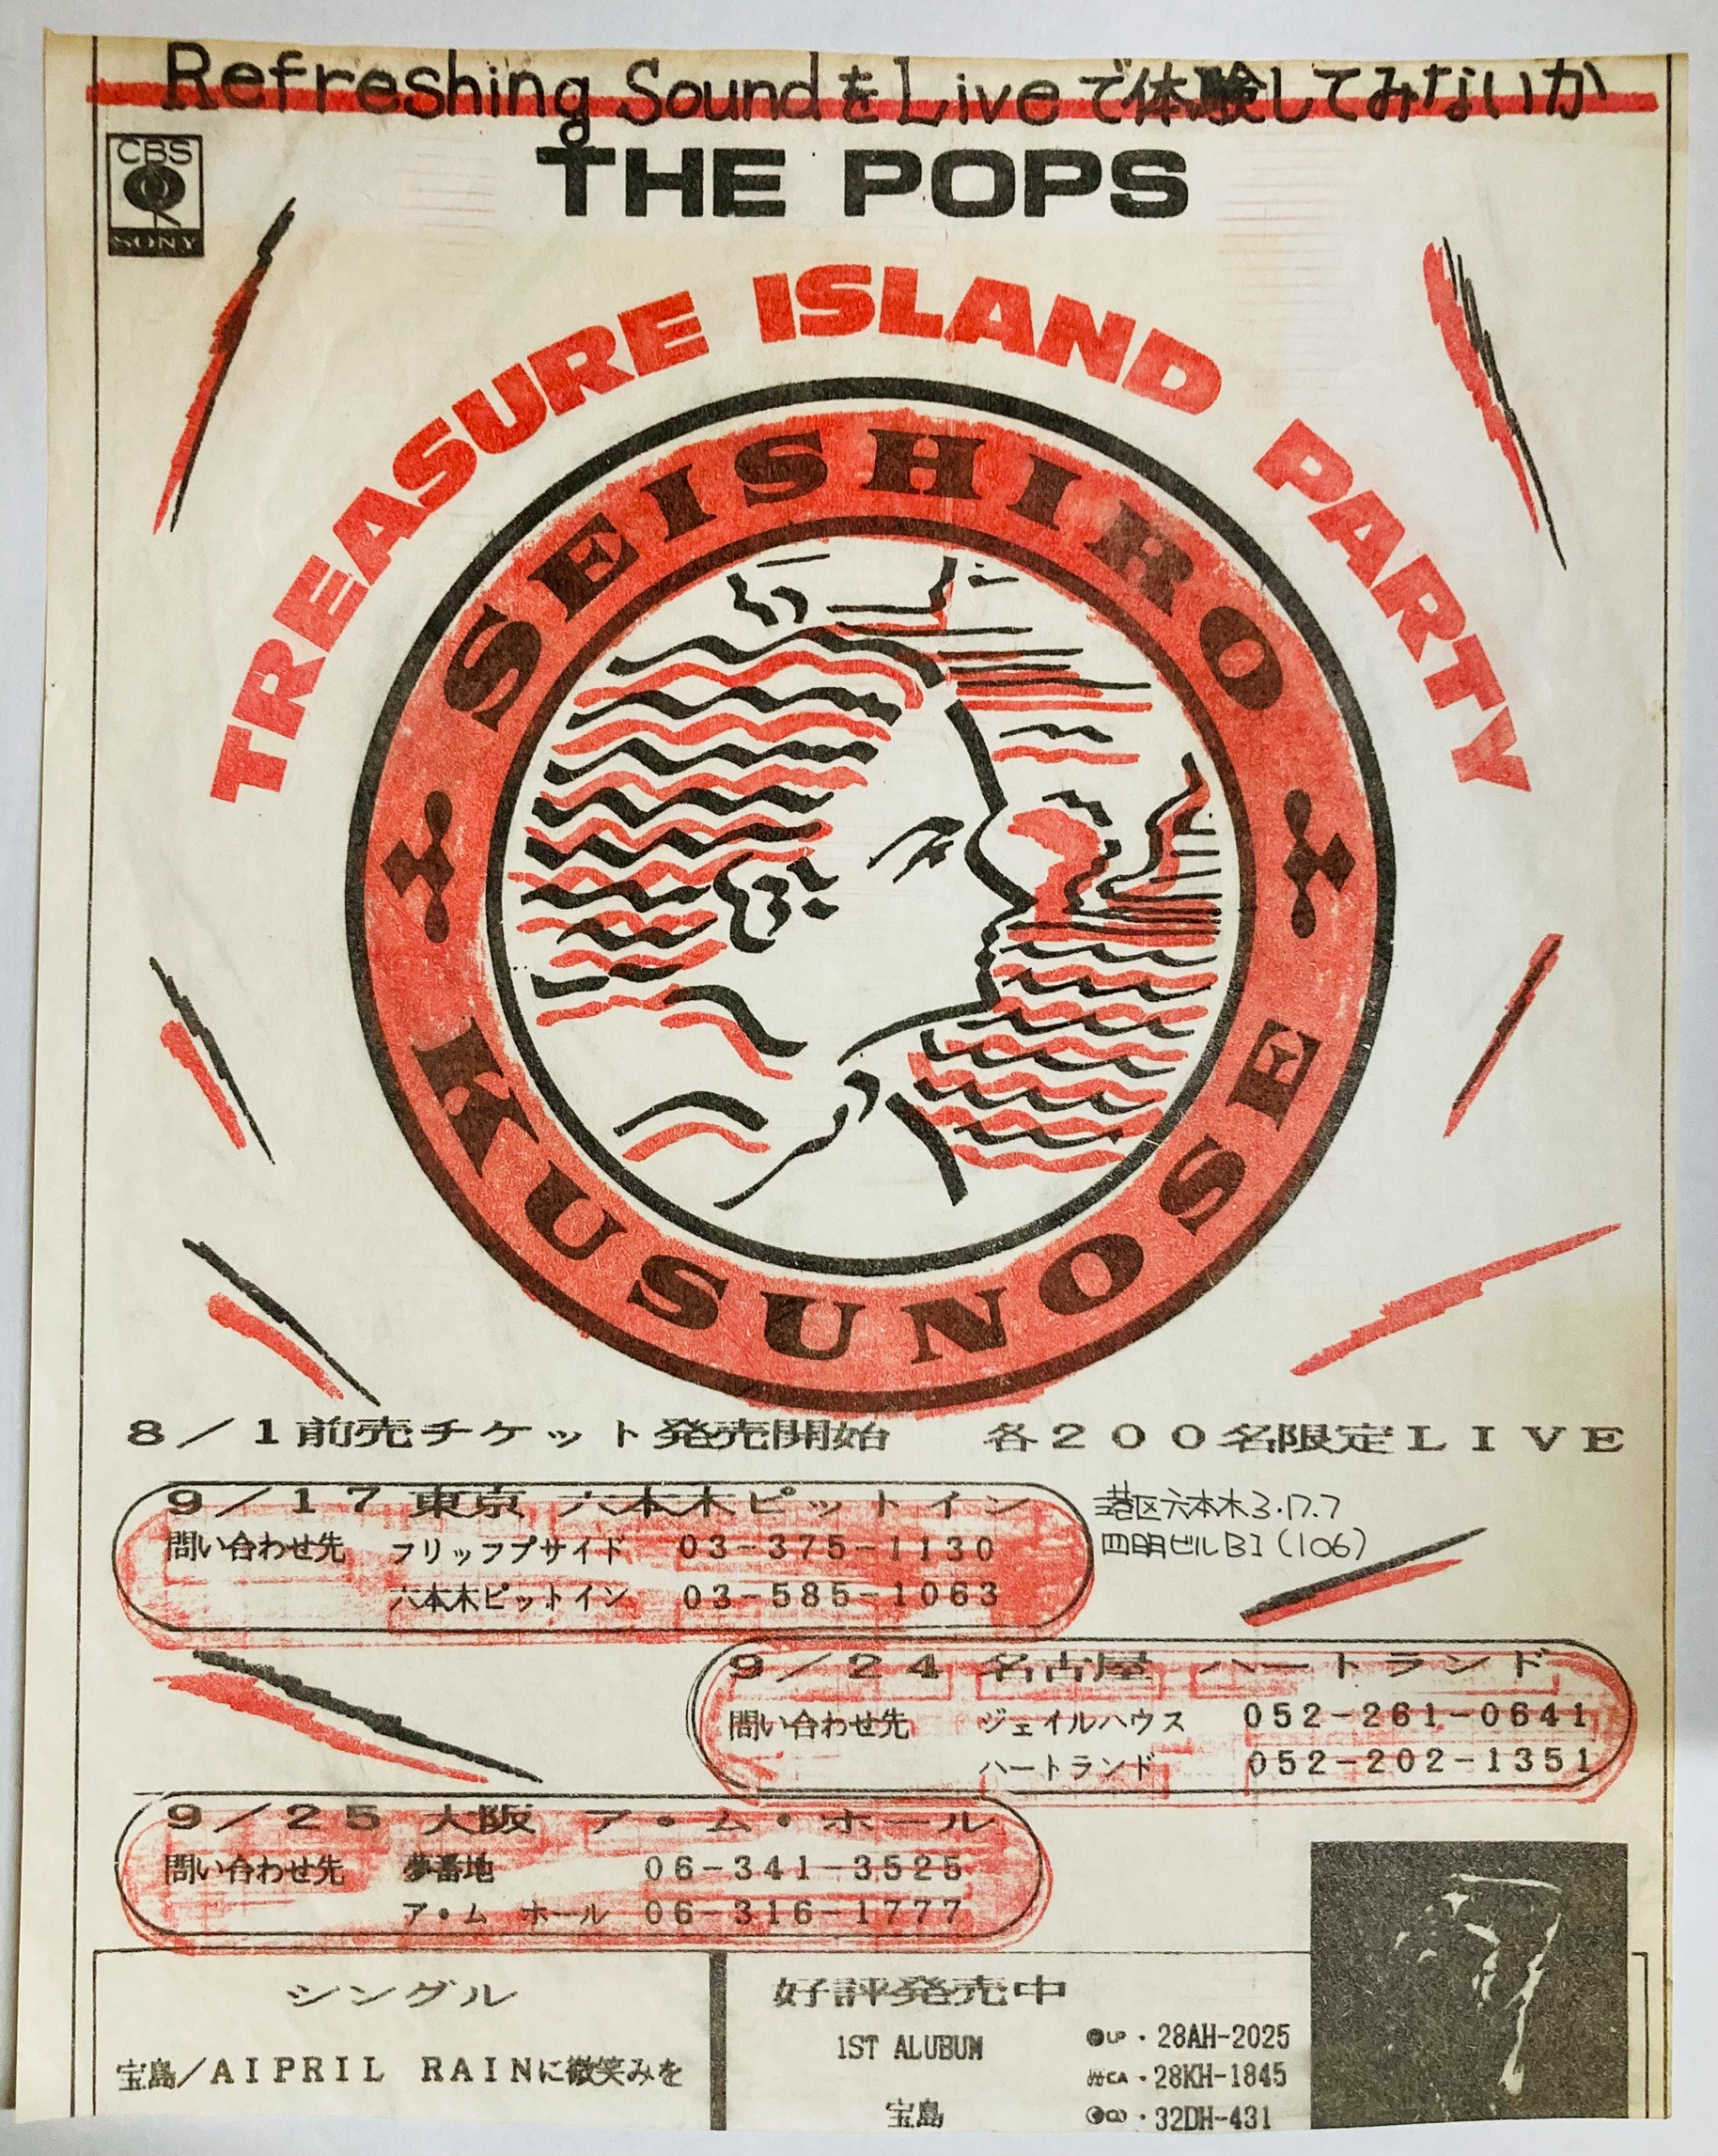 Refreshing SoundをLiveで体験してみないか
CBS
SONY
THE POPS
TREASURE ISLAND PARTY
SEISHIRO
KUSUNOSE
8/1前売チケット発売開始 各200名限定LIVE
9/17 東京 六本木ピットイン
問い合わせ先 フリップサイド 03-375-1130
六本木ピットイン 03-585-1063
港区六本木3.17.7
四明ビルB1(106)
9/24 名古屋 ハートランド
問い合わせ先 ジェイルハウス 052-261-0641
ハートランド 052-202-1351
9/25 大阪 ア・ム・ホール
問い合わせ先 夢番地 06-341-3525
ア・ム ホール 06-316-1777
シングル
宝島/AIPRIL RAINに微笑みを
好評発売中
1ST ALUBUM
宝島
LP・28AH-2025
CA・28KH-1845
CD・32DH-431